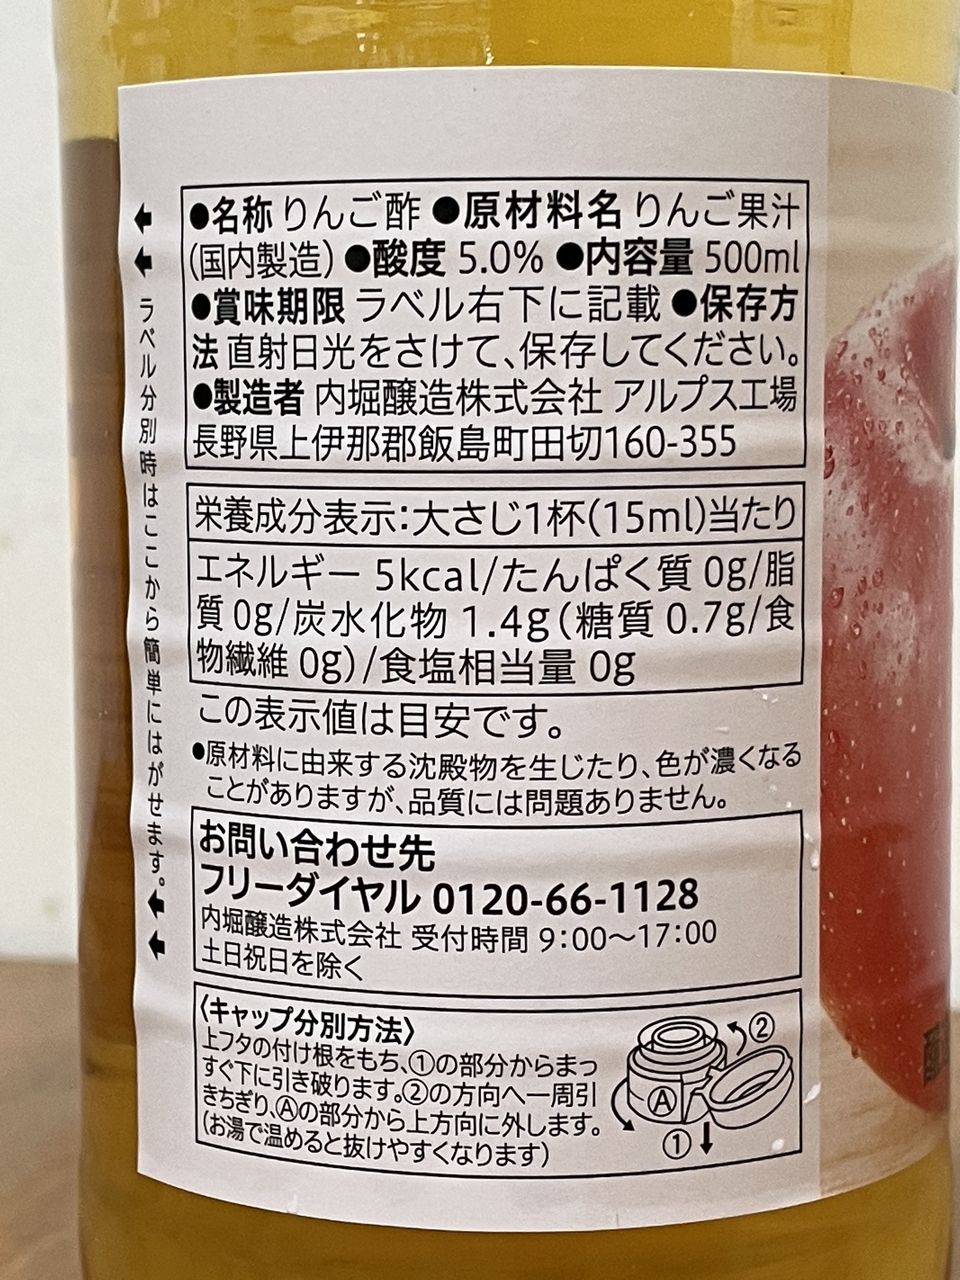 ●名称 りんご酢 ●原材料名 りんご果汁
(国内製造) ●酸度 5.0% ●内容量 500ml
●賞味期限 ラベル右下に記載 ●保存方
法 直射日光をさけて、保存してください。
●製造者 内堀醸造株式会社 アルプス工場
長野県上伊那郡飯島町田切160-355
栄養成分表示:大さじ1杯(15ml)当たり
エネルギー 5kcal/たんぱく質 0g/脂
質 0g/炭水化物 1.4g(糖質 0.7g/食
物繊維 0g)/食塩相当量 0g
この表示値は目安です。
●原材料に由来する沈殿物を生じたり、色が濃くなる
ことがありますが、品質には問題ありません。
お問い合わせ先
フリーダイヤル 0120-66-1128
内堀醸造株式会社 受付時間 9:00〜17:00
土日祝日を除く
〈キャップ分別方法〉
上フタの付け根をもち、①の部分からまっ
すぐ下に引き破ります。②の方向へ一周引
きちぎり、Ⓐの部分から上方向に外します。
(お湯で温めると抜けやすくなります)
②
Ⓐ
①
ラベル分別時はここから簡単にはがせます。